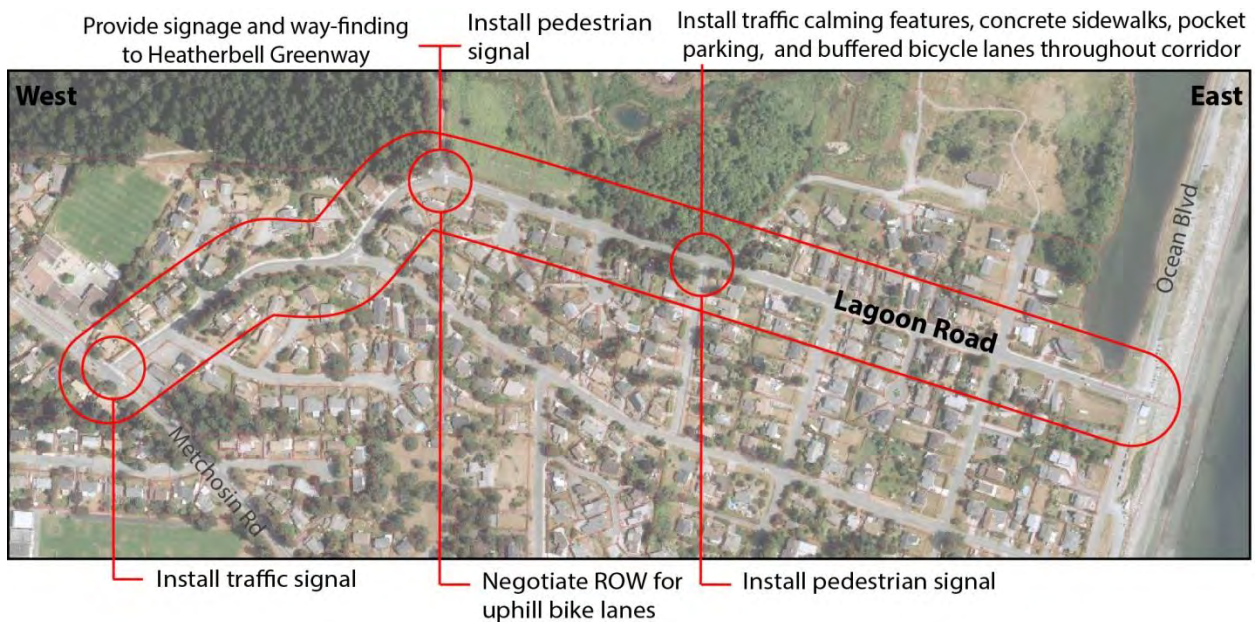 Provide signage and way-finding
to Heatherbell Greenway
Install pedestrian
signal
Install traffic calming features, concrete sidewalks, pocket
parking, and buffered bicycle lanes throughout corridor
West
East
Ocean Blvd
Lagoon Road
Metchosin Rd
Install traffic signal
Negotiate ROW for
uphill bike lanes
Install pedestrian signal